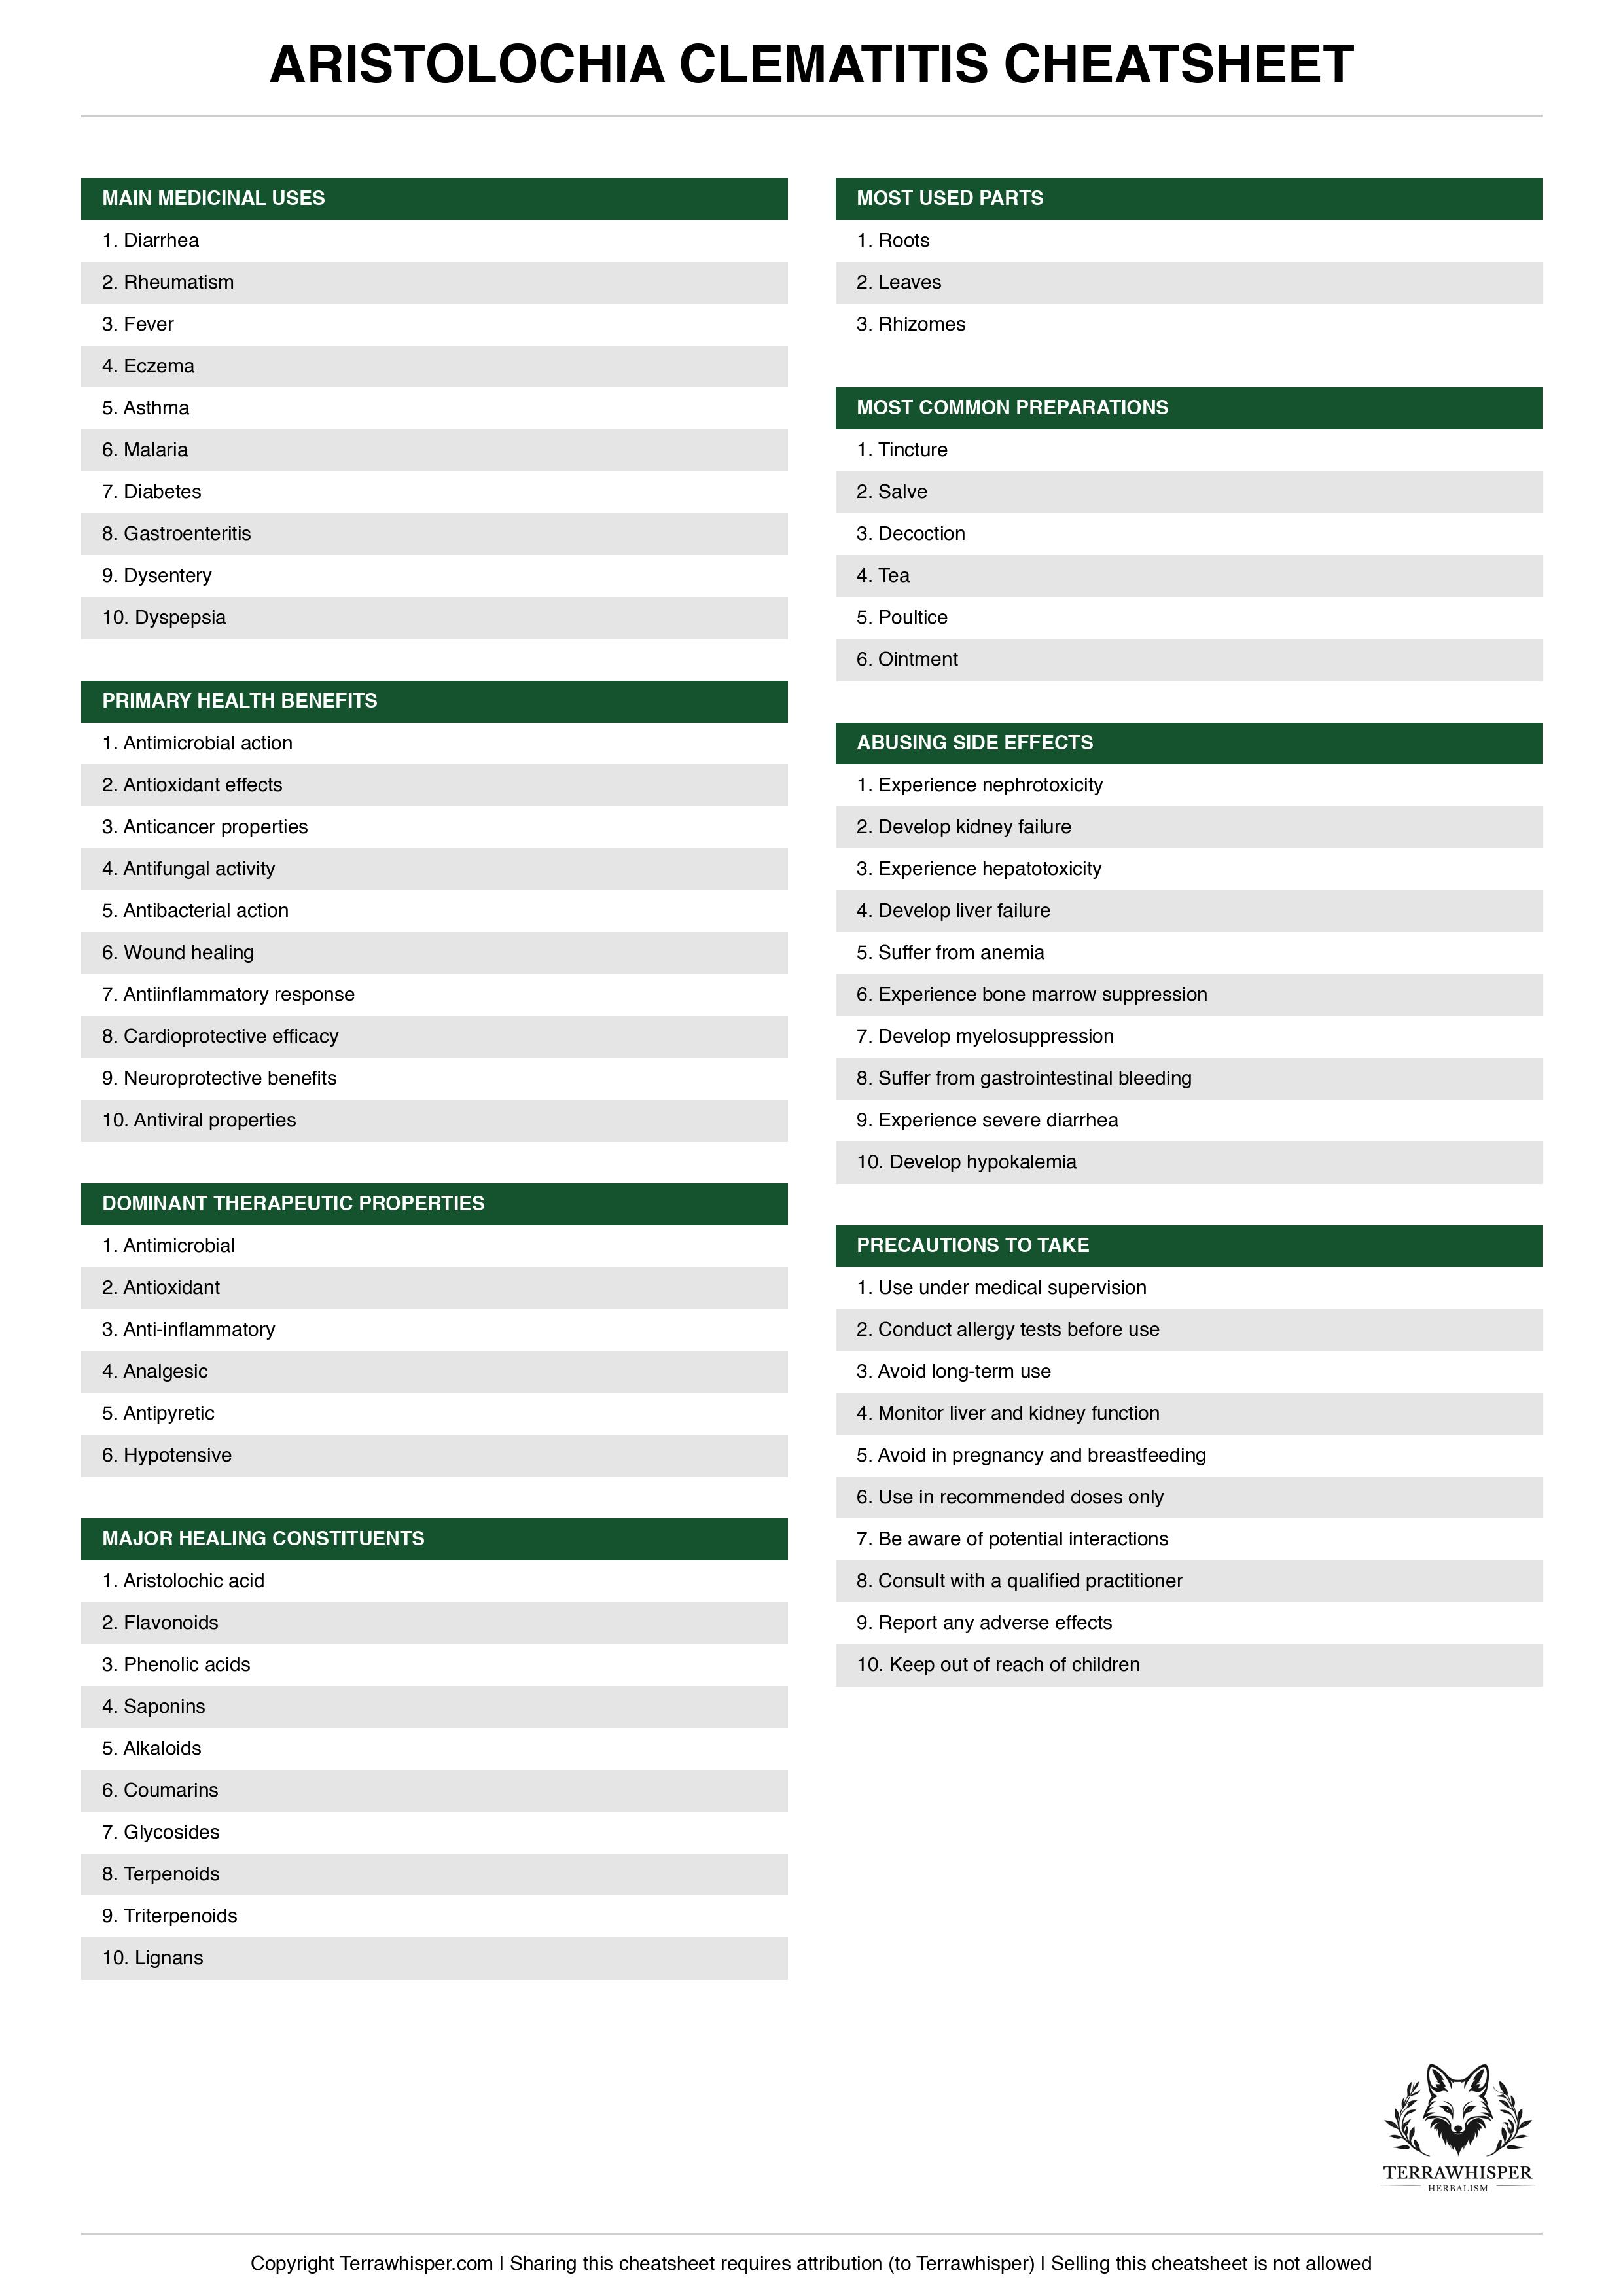 ARISTOLOCHIA CLEMATITIS CHEATSHEET
MAIN MEDICINAL USES
1. Diarrhea
2. Rheumatism
3. Fever
4. Eczema
5. Asthma
6. Malaria
7. Diabetes
8. Gastroenteritis
9. Dysentery
10. Dyspepsia
PRIMARY HEALTH BENEFITS
1. Antimicrobial action
2. Antioxidant effects
3. Anticancer properties
4. Antifungal activity
5. Antibacterial action
6. Wound healing
7. Antiinflammatory response
8. Cardioprotective efficacy
9. Neuroprotective benefits
10. Antiviral properties
DOMINANT THERAPEUTIC PROPERTIES
1. Antimicrobial
2. Antioxidant
3. Anti-inflammatory
4. Analgesic
5. Antipyretic
6. Hypotensive
MAJOR HEALING CONSTITUENTS
1. Aristolochic acid
2. Flavonoids
3. Phenolic acids
4. Saponins
5. Alkaloids
6. Coumarins
7. Glycosides
8. Terpenoids
9. Triterpenoids
10. Lignans
MOST USED PARTS
1. Roots
2. Leaves
3. Rhizomes
MOST COMMON PREPARATIONS
1. Tincture
2. Salve
3. Decoction
4. Tea
5. Poultice
6. Ointment
ABUSING SIDE EFFECTS
1. Experience nephrotoxicity
2. Develop kidney failure
3. Experience hepatotoxicity
4. Develop liver failure
5. Suffer from anemia
6. Experience bone marrow suppression
7. Develop myelosuppression
8. Suffer from gastrointestinal bleeding
9. Experience severe diarrhea
10. Develop hypokalemia
PRECAUTIONS TO TAKE
1. Use under medical supervision
2. Conduct allergy tests before use
3. Avoid long-term use
4. Monitor liver and kidney function
5. Avoid in pregnancy and breastfeeding
6. Use in recommended doses only
7. Be aware of potential interactions
8. Consult with a qualified practitioner
9. Report any adverse effects
10. Keep out of reach of children
TERRAWHISPER
HERBALISM
Copyright Terrawhisper.com | Sharing this cheatsheet requires attribution (to Terrawhisper) | Selling this cheatsheet is not allowed